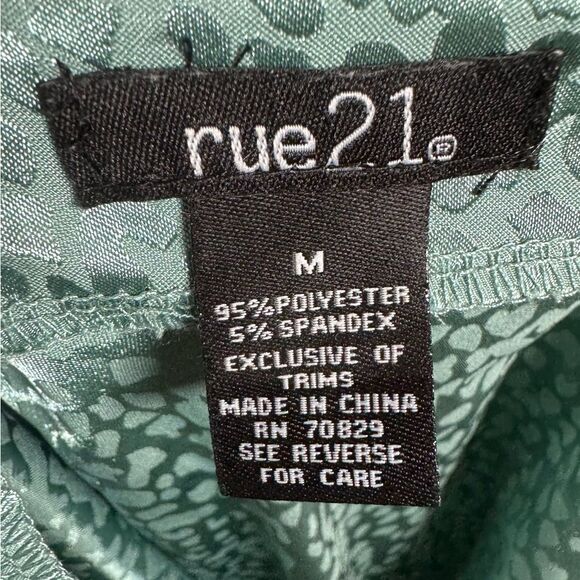 rue21®
M
95%POLYESTER
5%SPANDEX
EXCLUSIVE OF
TRIMS
MADE IN CHINA
RN 70829
SEE REVERSE
FOR CARE